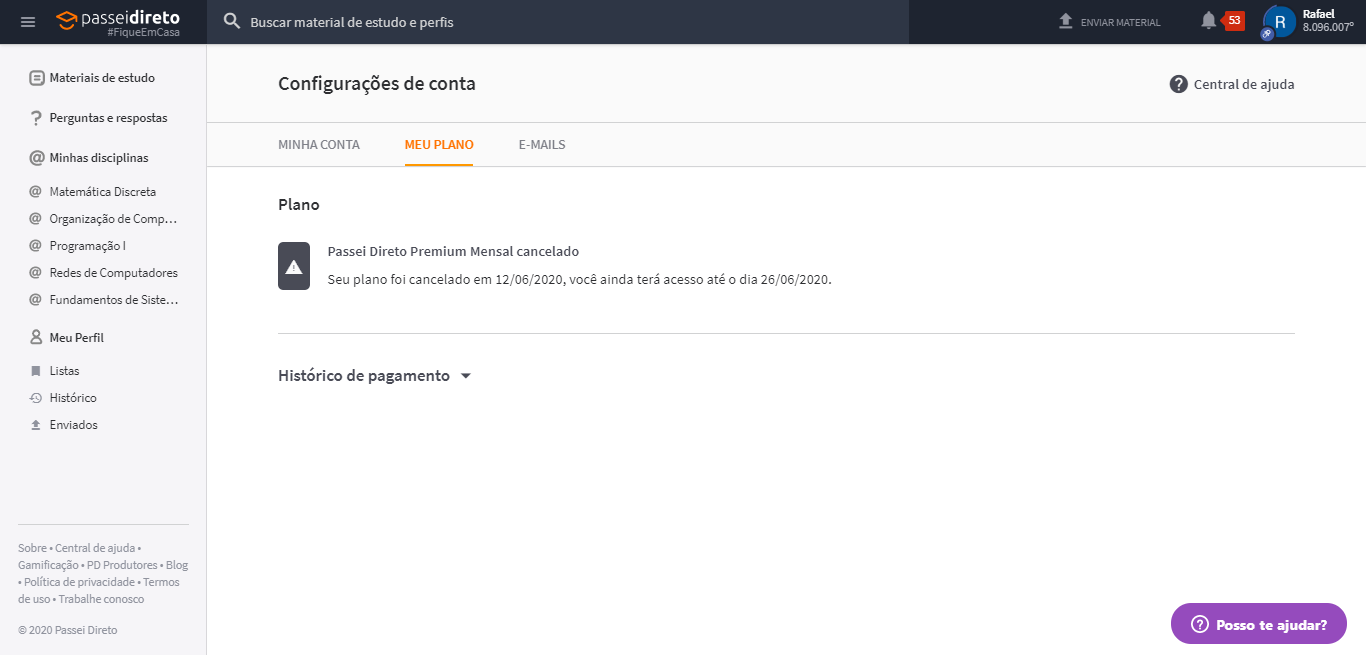 passeidireto
#FiqueEmCasa
Buscar material de estudo e perfis
ENVIAR MATERIAL
53
R
Rafael
8.096.007º
Materiais de estudo
Perguntas e respostas
Minhas disciplinas
Matemática Discreta
Organização de Comp...
Programação I
Redes de Computadores
Fundamentos de Siste...
Meu Perfil
Listas
Histórico
Enviados
Sobre • Central de ajuda •
Gamificação • PD Produtores • Blog
• Política de privacidade • Termos
de uso • Trabalhe conosco
© 2020 Passei Direto
Configurações de conta
Central de ajuda
MINHA CONTA
MEU PLANO
E-MAILS
Plano
Passei Direto Premium Mensal cancelado
Seu plano foi cancelado em 12/06/2020, você ainda terá acesso até o dia 26/06/2020.
Histórico de pagamento
Posso te ajudar?